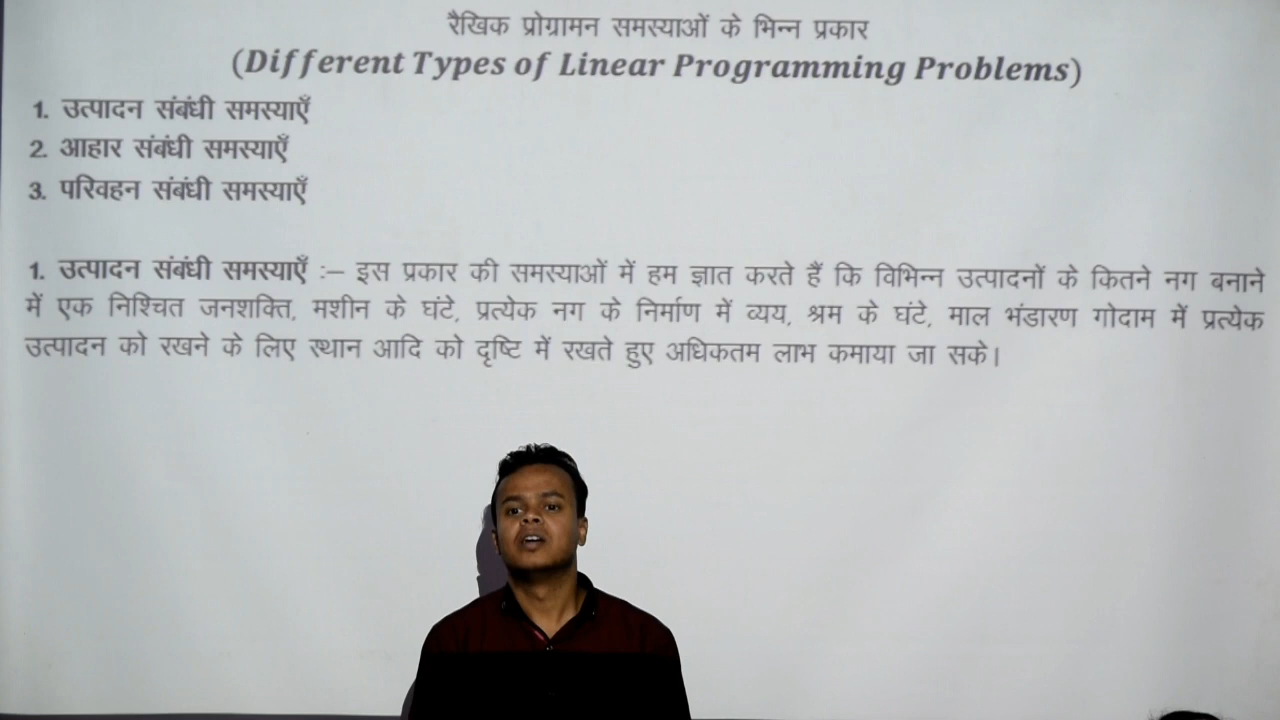 रैखिक प्रोग्रामन समस्याओं के भिन्न प्रकार
(Different Types of Linear Programming Problems)
1. उत्पादन संबंधी समस्याएँ
2. आहार संबंधी समस्याएँ
3. परिवहन संबंधी समस्याएँ
1. उत्पादन संबंधी समस्याएँ :– इस प्रकार की समस्याओं में हम ज्ञात करते हैं कि विभिन्न उत्पादनों के कितने नग बनाने
में एक निश्चित जनशक्ति, मशीन के घंटे, प्रत्येक नग के निर्माण में व्यय, श्रम के घंटे, माल भंडारण गोदाम में प्रत्येक
उत्पादन को रखने के लिए स्थान आदि को दृष्टि में रखते हुए अधिकतम लाभ कमाया जा सके।